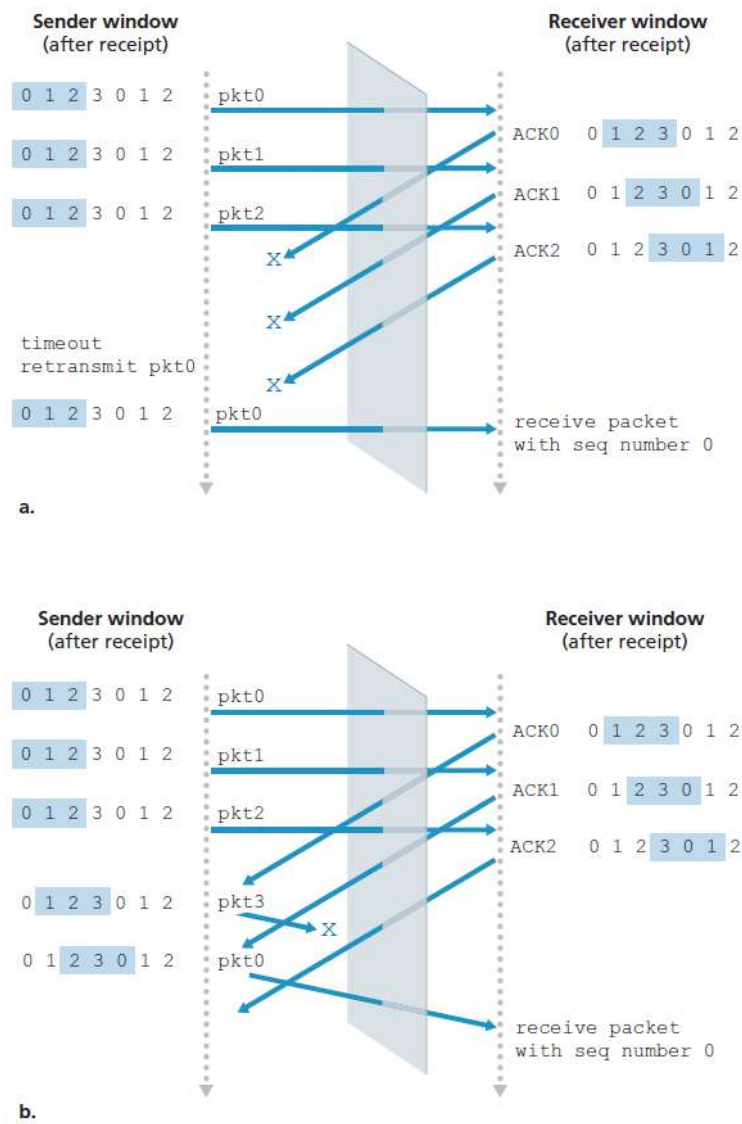 Sender window
(after receipt)
Receiver window
(after receipt)
0 1 2 3 0 1 2
pkt0
ACK0 0 1 2 3 0 1 2
0 1 2 3 0 1 2
pkt1
ACK1 0 1 2 3 0 1 2
0 1 2 3 0 1 2
pkt2
ACK2 0 1 2 3 0 1 2
X
X
X
timeout
retransmit pkt0
0 1 2 3 0 1 2
pkt0
receive packet
with seq number 0
a.
Sender window
(after receipt)
Receiver window
(after receipt)
0 1 2 3 0 1 2
pkt0
ACK0 0 1 2 3 0 1 2
0 1 2 3 0 1 2
pkt1
ACK1 0 1 2 3 0 1 2
0 1 2 3 0 1 2
pkt2
ACK2 0 1 2 3 0 1 2
0 1 2 3 0 1 2
pkt3
X
0 1 2 3 0 1 2
pkt0
receive packet
with seq number 0
b.